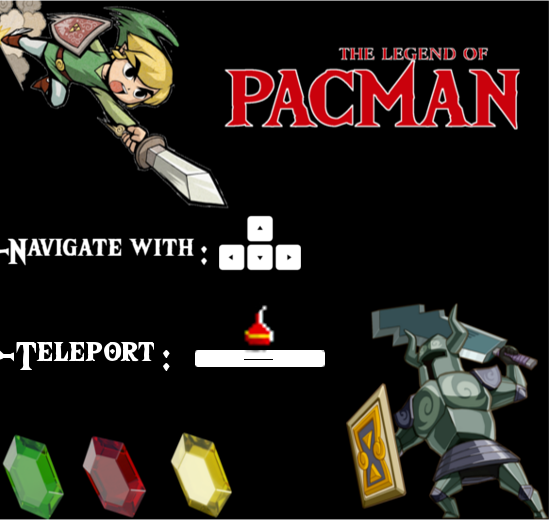 THE LEGEND OF
PACMAN
NAVIGATE WITH :
TELEPORT :